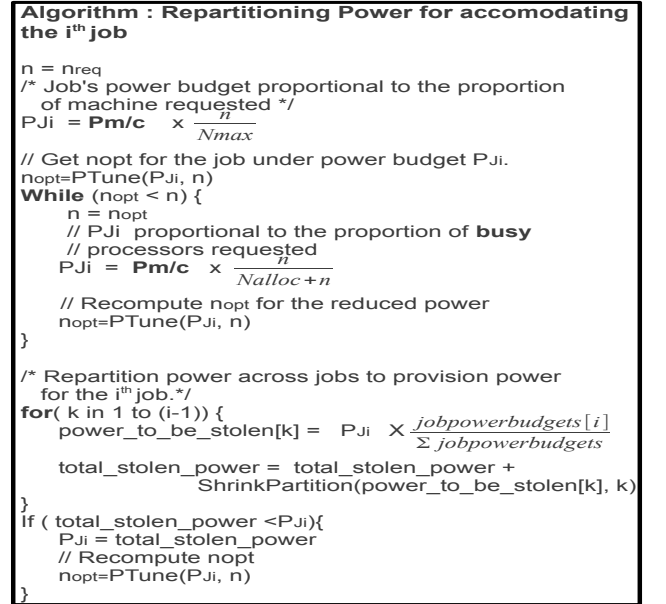 Algorithm : Repartitioning Power for accomodating
the iᵗʰ job
n = nreq
/* Job's power budget proportional to the proportion
of machine requested */
PJi = Pm/c x n/Nmax
// Get nopt for the job under power budget PJi.
nopt=PTune(PJi, n)
While (nopt < n) {
n = nopt
// PJi proportional to the proportion of busy
// processors requested
PJi = Pm/c x n/Nalloc+n
// Recompute nopt for the reduced power
nopt=PTune(PJi, n)
}
/* Repartition power across jobs to provision power
for the iᵗʰ job.*/
for( k in 1 to (i-1)) {
power_to_be_stolen[k] = PJi X jobpowerbudgets[i]/Σ jobpowerbudgets
total_stolen_power = total_stolen_power +
ShrinkPartition(power_to_be_stolen[k], k)
}
If ( total_stolen_power <PJi){
PJi = total_stolen_power
// Recompute nopt
nopt=PTune(PJi, n)
}